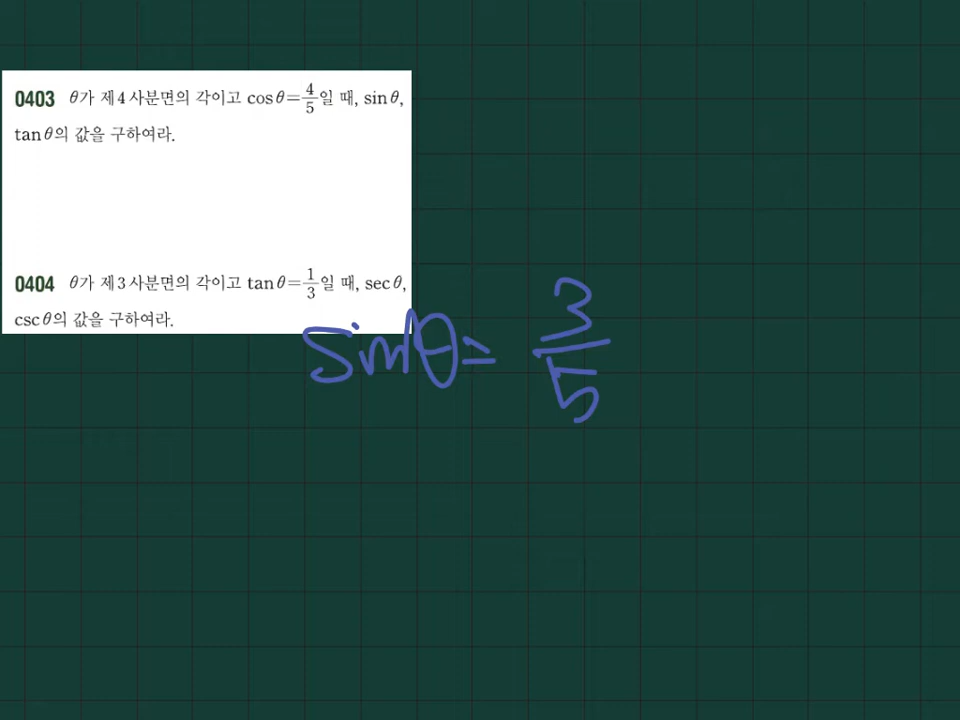 0403 θ가 제4사분면의 각이고 cosθ=4/5일 때, sinθ,
tanθ의 값을 구하여라.
0404 θ가 제3사분면의 각이고 tanθ=1/3일 때, secθ,
cscθ의 값을 구하여라.
sinθ= 3/5